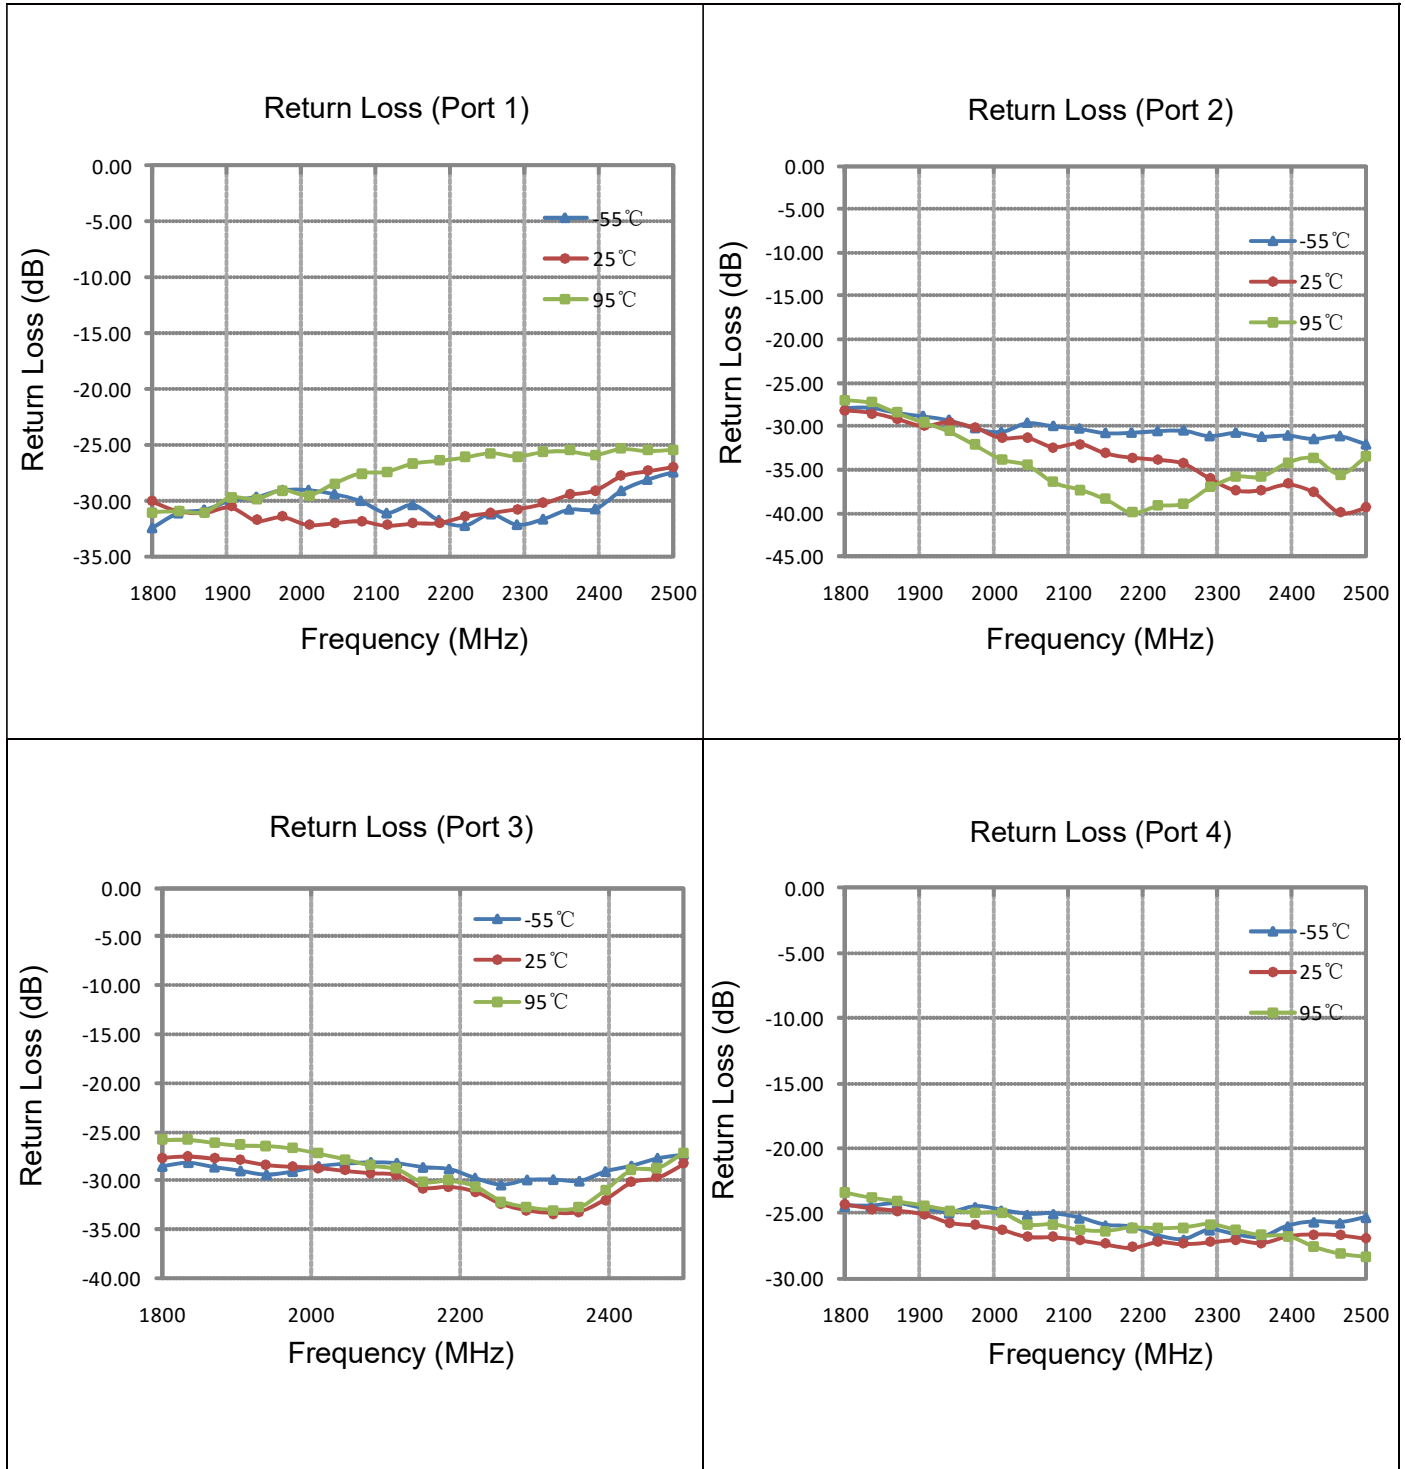 Return Loss (Port 1)
Return Loss (dB)
0.00
-5.00
-10.00
-15.00
-20.00
-25.00
-30.00
-35.00
-55℃
25℃
95℃
1800 1900 2000 2100 2200 2300 2400 2500
Frequency (MHz)
Return Loss (Port 2)
Return Loss (dB)
0.00
-5.00
-10.00
-15.00
-20.00
-25.00
-30.00
-35.00
-40.00
-45.00
-55℃
25℃
95℃
1800 1900 2000 2100 2200 2300 2400 2500
Frequency (MHz)
Return Loss (Port 3)
Return Loss (dB)
0.00
-5.00
-10.00
-15.00
-20.00
-25.00
-30.00
-35.00
-40.00
-55℃
25℃
95℃
1800 2000 2200 2400
Frequency (MHz)
Return Loss (Port 4)
Return Loss (dB)
0.00
-5.00
-10.00
-15.00
-20.00
-25.00
-30.00
-55℃
25℃
95℃
1800 1900 2000 2100 2200 2300 2400 2500
Frequency (MHz)